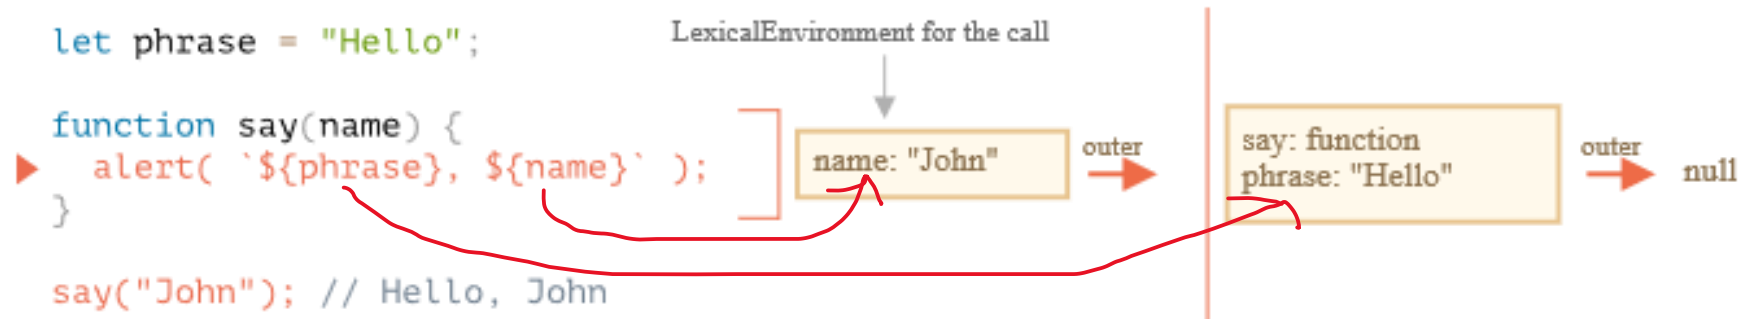 let phrase = "Hello";
function say(name) {
alert( `${phrase}, ${name}` );
}
say("John"); // Hello, John
LexicalEnvironment for the call
name: "John"
outer
say: function
phrase: "Hello"
outer
null